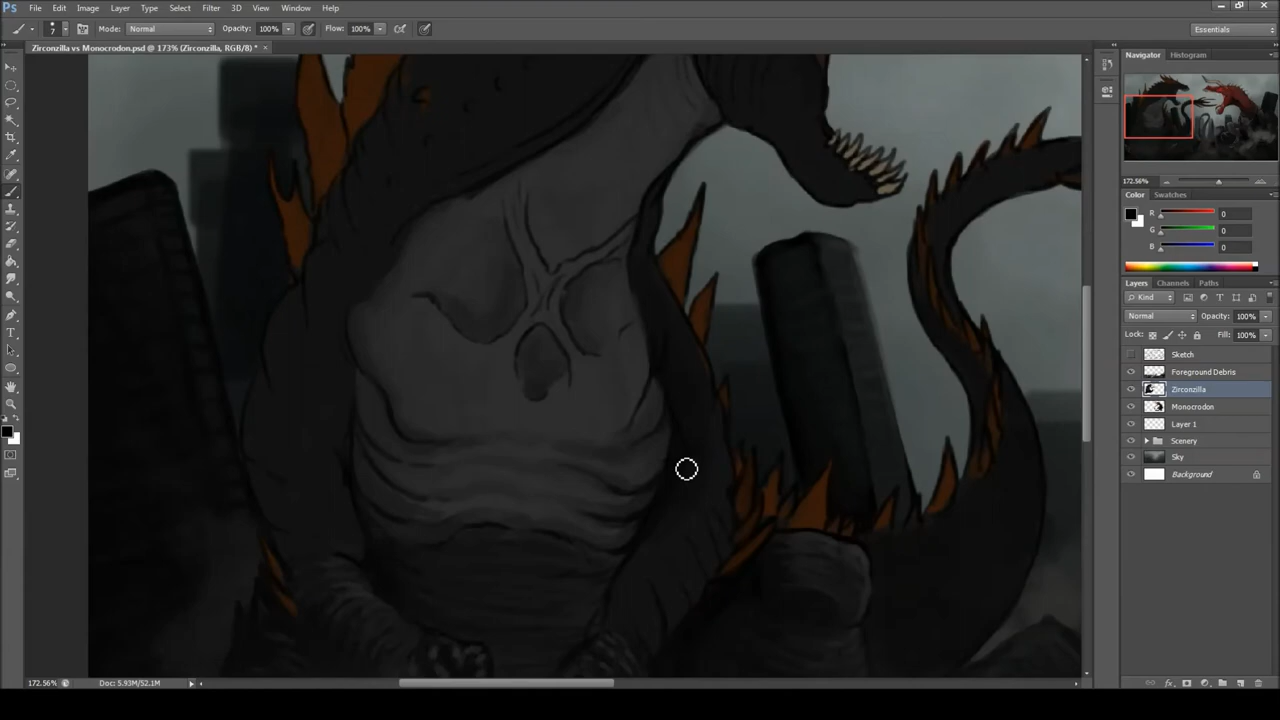 Ps File Edit Image Layer Type Select Filter 3D View Window Help
7 Mode: Normal Opacity: 100% Flow: 100% Essentials
Zirconzilla vs Monocrodon.psd @ 173% (Zirconzilla, RGB/8) * ×
Navigator Histogram
172.56%
Color Swatches
R 0
G 0
B 0
Layers Channels Paths
Kind
Normal Opacity: 100%
Lock: Fill: 100%
Sketch
Foreground Debris
Zirconzilla
Monocrodon
Layer 1
Scenery
Sky
Background
172.56% Doc: 5.93M/52.1M